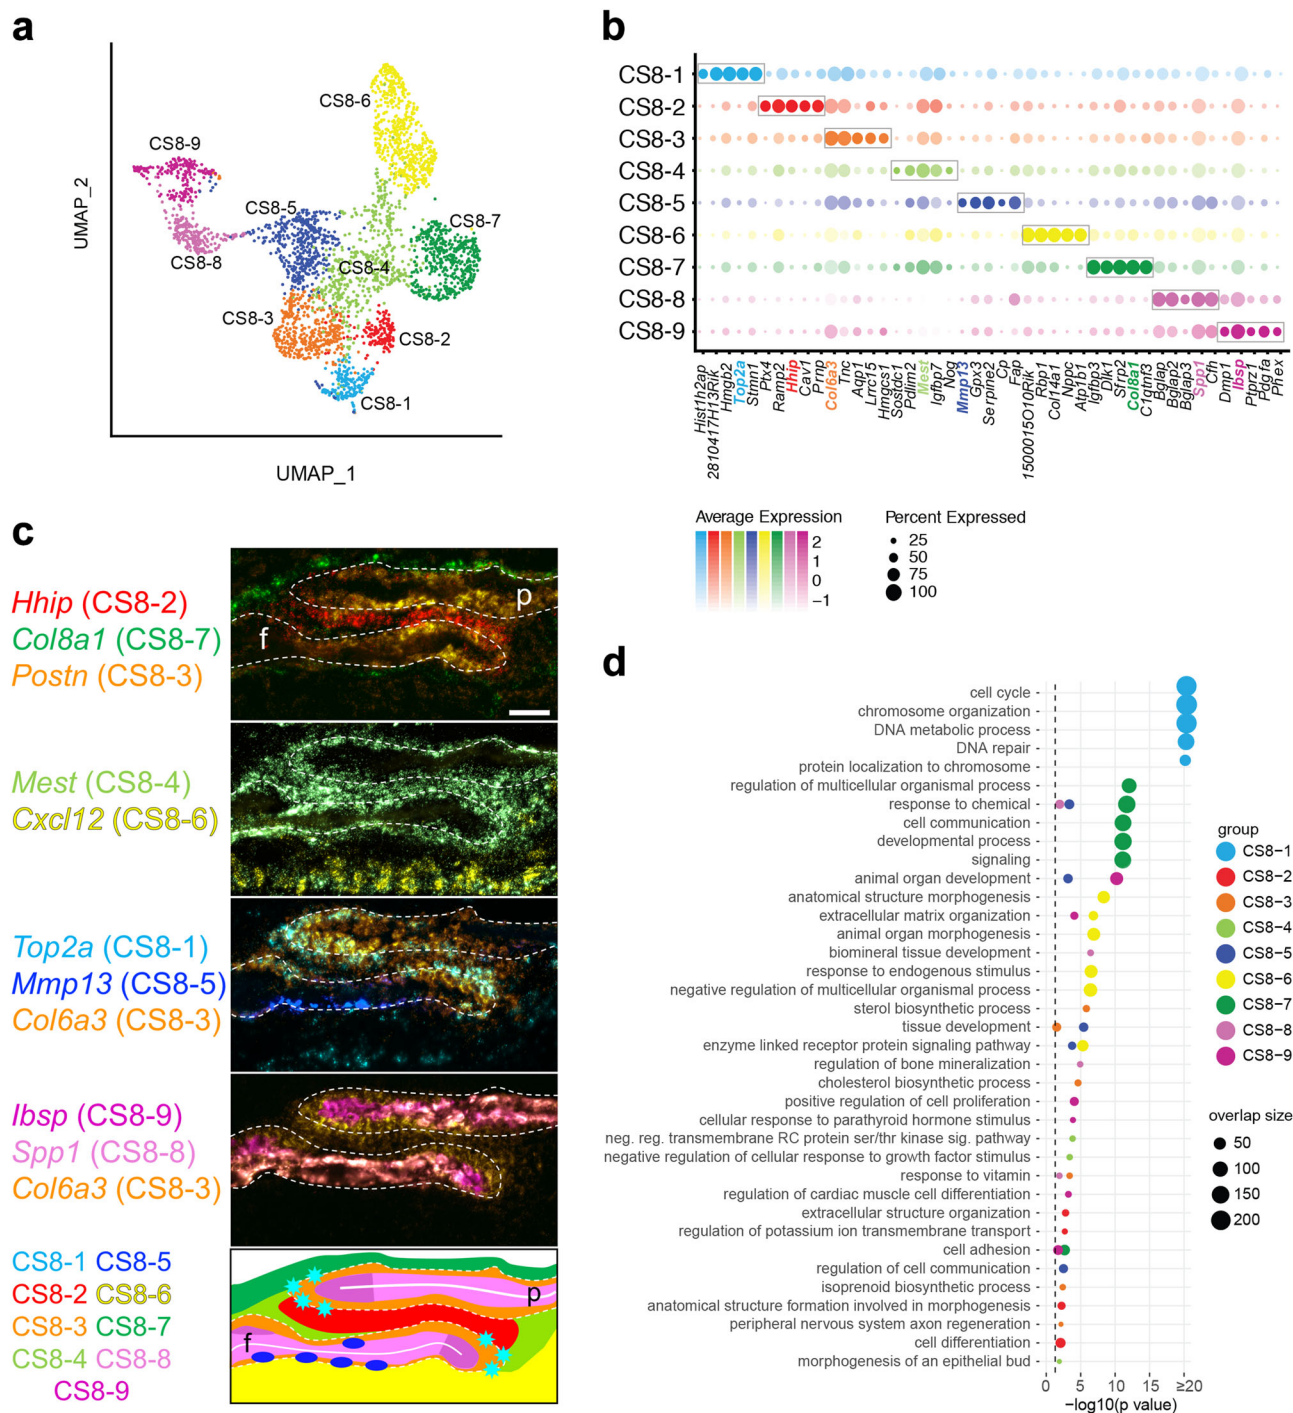 a
CS8-6
CS8-9
CS8-5
CS8-7
CS8-8
CS8-4
CS8-3
CS8-2
CS8-1
UMAP_2
UMAP_1
b
CS8-1
CS8-2
CS8-3
CS8-4
CS8-5
CS8-6
CS8-7
CS8-8
CS8-9
Hist1h2ap
2810417H13Rik
Hmgb2
Top2a
Stmn1
Ptx4
Ramp2
Hhip
Cav1
Prnp
Col6a3
Tnc
Aqp1
Lrrc15
Hmgcs1
Sostdc1
Pdlim2
Mest
Igfbp7
Nog
Mmp13
Gpx3
Serpine2
Cp
Fap
1500015O10Rik
Rbp1
Col14a1
Nppc
Atp1b1
Igfbp3
Dlk1
Sfrp2
Col8a1
C1qtnf3
Bglap
Bglap2
Bglap3
Spp1
Cfh
Dmp1
Ibsp
Ptprz1
Pdgfa
Phex
Average Expression
2
1
0
−1
Percent Expressed
25
50
75
100
c
Hhip (CS8-2)
Col8a1 (CS8-7)
Postn (CS8-3)
p
f
Mest (CS8-4)
Cxcl12 (CS8-6)
Top2a (CS8-1)
Mmp13 (CS8-5)
Col6a3 (CS8-3)
Ibsp (CS8-9)
Spp1 (CS8-8)
Col6a3 (CS8-3)
CS8-1 CS8-5
CS8-2 CS8-6
CS8-3 CS8-7
CS8-4 CS8-8
CS8-9
p
f
d
cell cycle
chromosome organization
DNA metabolic process
DNA repair
protein localization to chromosome
regulation of multicellular organismal process
response to chemical
cell communication
developmental process
signaling
animal organ development
anatomical structure morphogenesis
extracellular matrix organization
animal organ morphogenesis
biomineral tissue development
response to endogenous stimulus
negative regulation of multicellular organismal process
sterol biosynthetic process
tissue development
enzyme linked receptor protein signaling pathway
regulation of bone mineralization
cholesterol biosynthetic process
positive regulation of cell proliferation
cellular response to parathyroid hormone stimulus
neg. reg. transmembrane RC protein ser/thr kinase sig. pathway
negative regulation of cellular response to growth factor stimulus
response to vitamin
regulation of cardiac muscle cell differentiation
extracellular structure organization
regulation of potassium ion transmembrane transport
cell adhesion
regulation of cell communication
isoprenoid biosynthetic process
anatomical structure formation involved in morphogenesis
peripheral nervous system axon regeneration
cell differentiation
morphogenesis of an epithelial bud
0 5 10 15 ≥20
−log10(p value)
group
CS8−1
CS8−2
CS8−3
CS8−4
CS8−5
CS8−6
CS8−7
CS8−8
CS8−9
overlap size
50
100
150
200